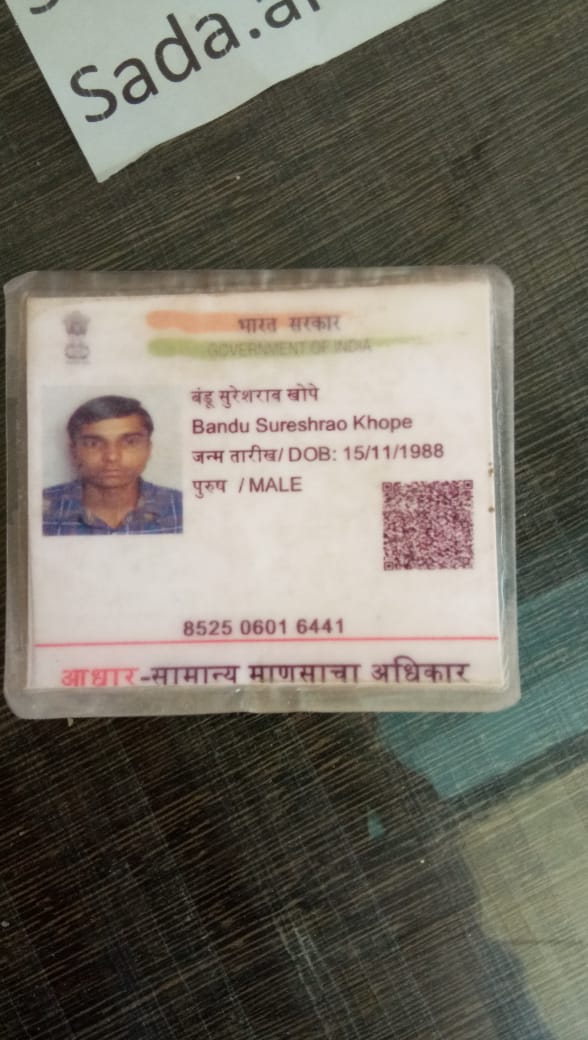 Sada.a
भारत सरकार
GOVERNMENT OF INDIA
बंडू सुरेशराव खोपे
Bandu Sureshrao Khope
जन्म तारीख/ DOB: 15/11/1988
पुरुष / MALE
8525 0601 6441
आधार-सामान्य माणसाचा अधिकार